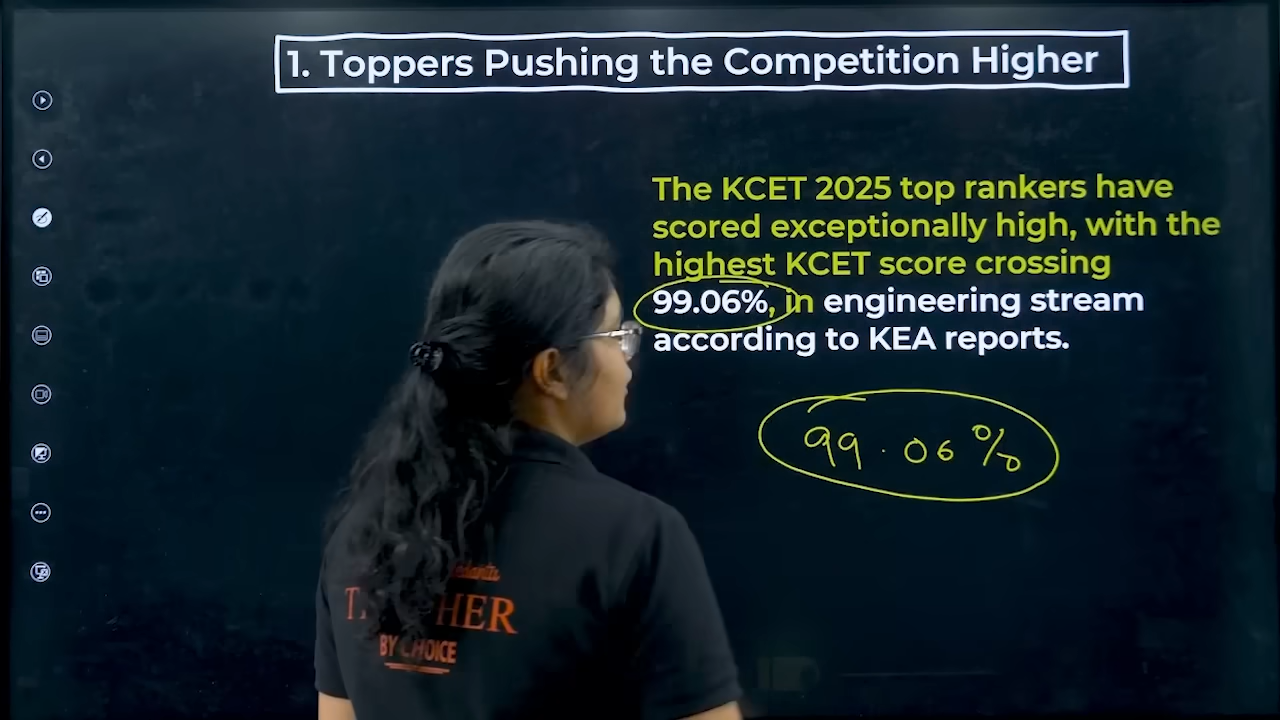 1. Toppers Pushing the Competition Higher
The KCET 2025 top rankers have
scored exceptionally high, with the
highest KCET score crossing
99.06%, in engineering stream
according to KEA reports.
99.06%
BY CHOICE